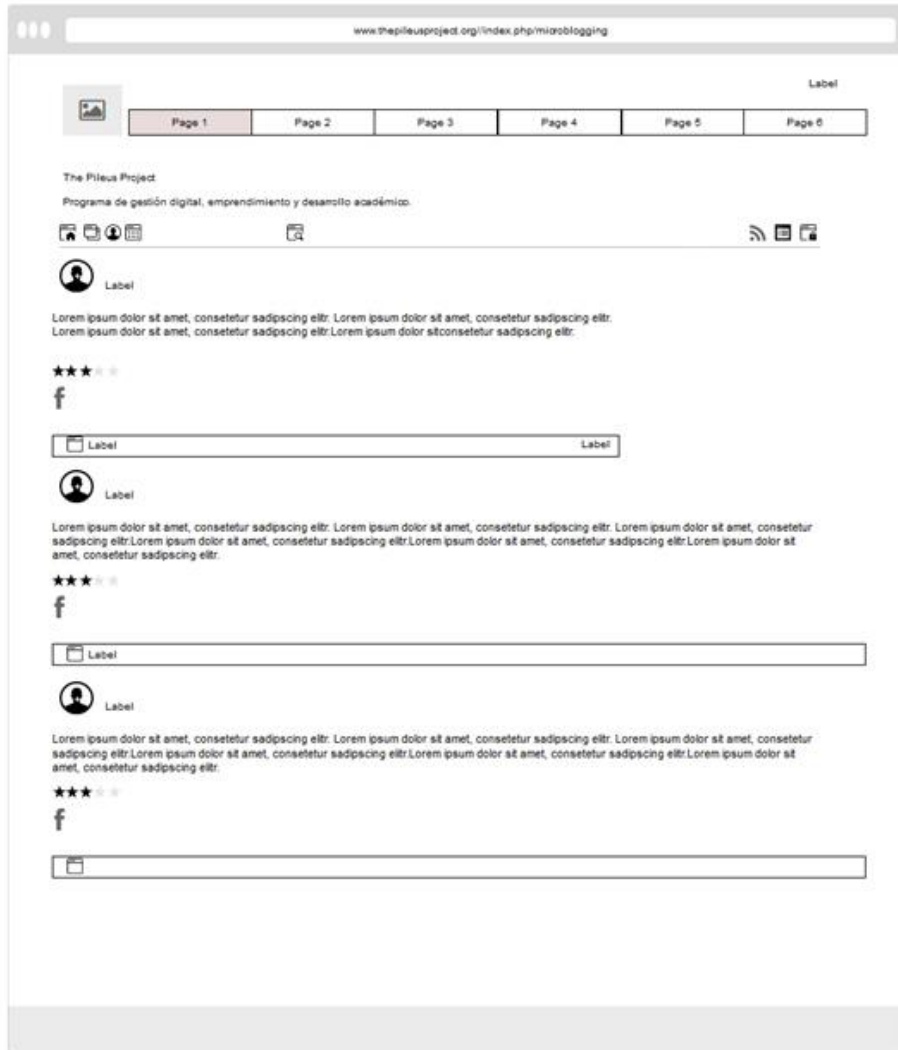 www.thepileusproject.org//index.php/microblogging
Label
Page 1 Page 2 Page 3 Page 4 Page 5 Page 6
The Pileus Project
Programa de gestión digital, emprendimiento y desarrollo académico.
Label
Lorem ipsum dolor sit amet, consetetur sadipscing elitr. Lorem ipsum dolor sit amet, consetetur sadipscing elitr.
Lorem ipsum dolor sit amet, consetetur sadipscing elitr.Lorem ipsum dolor sitconsetetur sadipscing elitr.
f
Label Label
Label
Lorem ipsum dolor sit amet, consetetur sadipscing elitr. Lorem ipsum dolor sit amet, consetetur sadipscing elitr. Lorem ipsum dolor sit amet, consetetur
sadipscing elitr.Lorem ipsum dolor sit amet, consetetur sadipscing elitr.Lorem ipsum dolor sit amet, consetetur sadipscing elitr.Lorem ipsum dolor sit
amet, consetetur sadipscing elitr.
f
Label
Label
Lorem ipsum dolor sit amet, consetetur sadipscing elitr. Lorem ipsum dolor sit amet, consetetur sadipscing elitr. Lorem ipsum dolor sit amet, consetetur
sadipscing elitr.Lorem ipsum dolor sit amet, consetetur sadipscing elitr.Lorem ipsum dolor sit amet, consetetur sadipscing elitr.Lorem ipsum dolor sit
amet, consetetur sadipscing elitr.
f